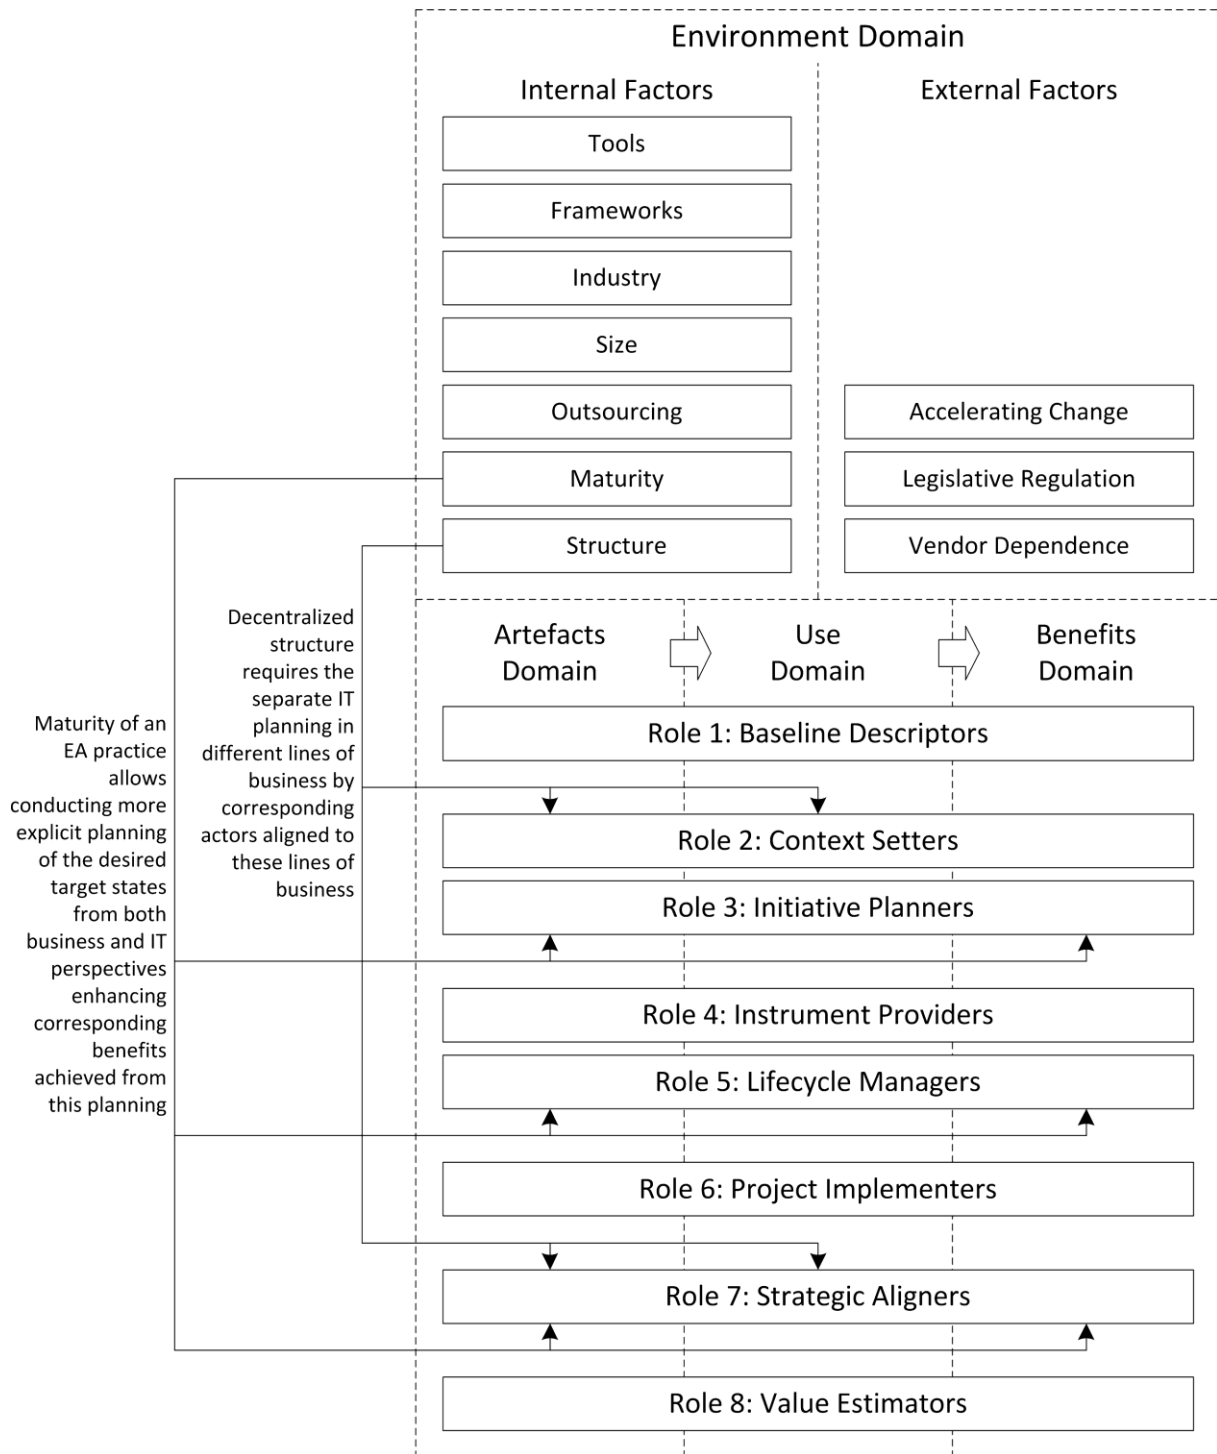 Environment Domain
Internal Factors
External Factors
Tools
Frameworks
Industry
Size
Outsourcing
Accelerating Change
Maturity
Legislative Regulation
Structure
Vendor Dependence
Decentralized
structure
requires the
separate IT
planning in
different lines of
business by
corresponding
actors aligned to
these lines of
business
Maturity of an
EA practice
allows
conducting more
explicit planning
of the desired
target states
from both
business and IT
perspectives
enhancing
corresponding
benefits
achieved from
this planning
Artefacts
Domain
Use
Domain
Benefits
Domain
Role 1: Baseline Descriptors
Role 2: Context Setters
Role 3: Initiative Planners
Role 4: Instrument Providers
Role 5: Lifecycle Managers
Role 6: Project Implementers
Role 7: Strategic Aligners
Role 8: Value Estimators